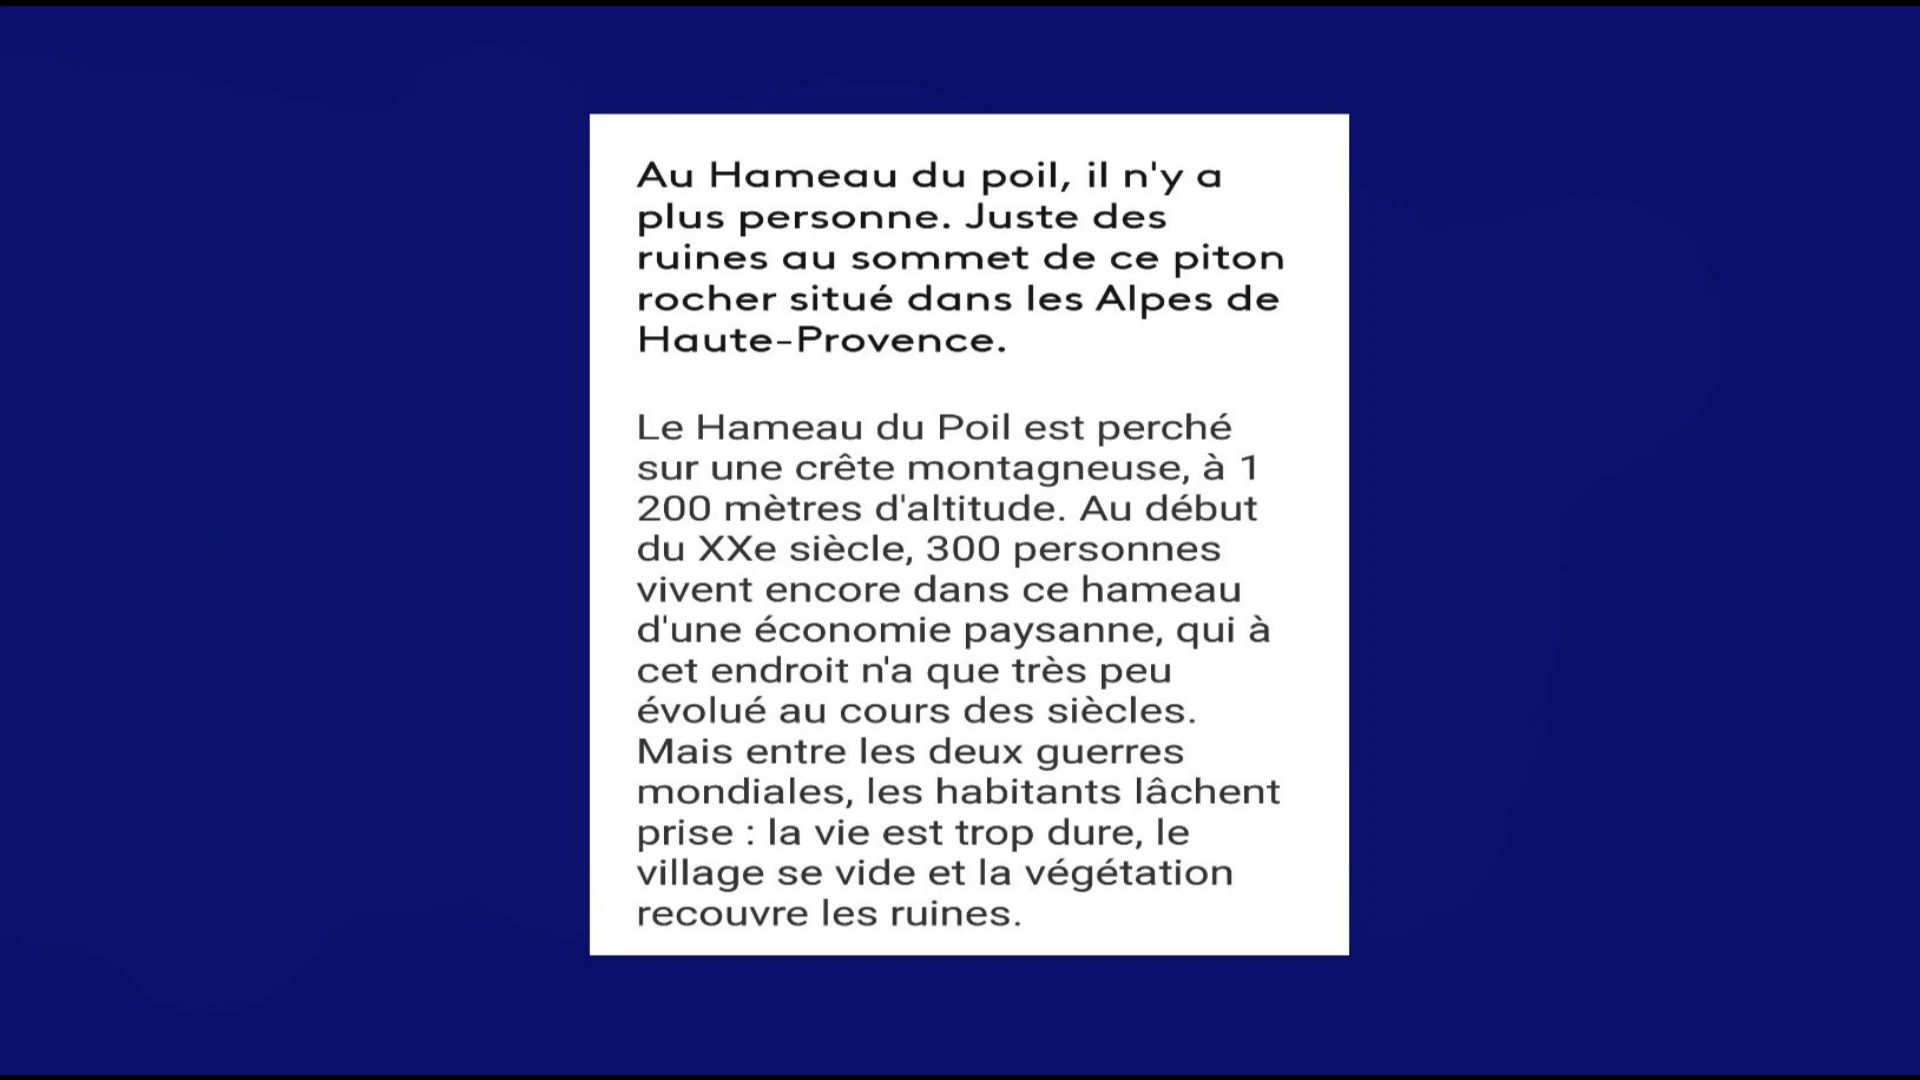 Au Hameau du poil, il n'y a
plus personne. Juste des
ruines au sommet de ce piton
rocher situé dans les Alpes de
Haute-Provence.
Le Hameau du Poil est perché
sur une crête montagneuse, à 1
200 mètres d'altitude. Au début
du XXe siècle, 300 personnes
vivent encore dans ce hameau
d'une économie paysanne, qui à
cet endroit n'a que très peu
évolué au cours des siècles.
Mais entre les deux guerres
mondiales, les habitants lâchent
prise : la vie est trop dure, le
village se vide et la végétation
recouvre les ruines.